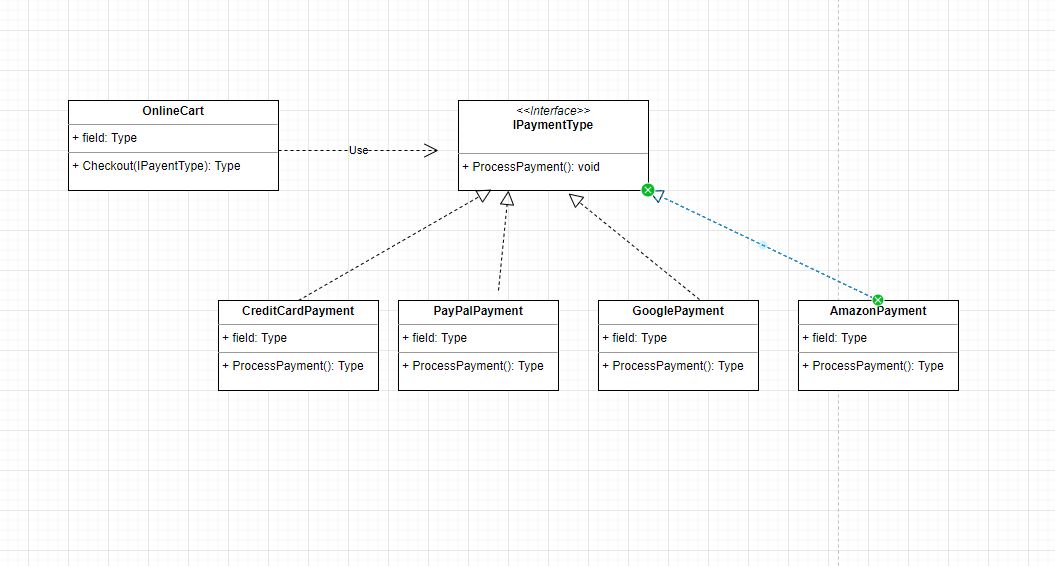 OnlineCart
+ field: Type
+ Checkout(IPayentType): Type
Use
<<Interface>>
IPaymentType
+ ProcessPayment(): void
CreditCardPayment
+ field: Type
+ ProcessPayment(): Type
PayPalPayment
+ field: Type
+ ProcessPayment(): Type
GooglePayment
+ field: Type
+ ProcessPayment(): Type
AmazonPayment
+ field: Type
+ ProcessPayment(): Type